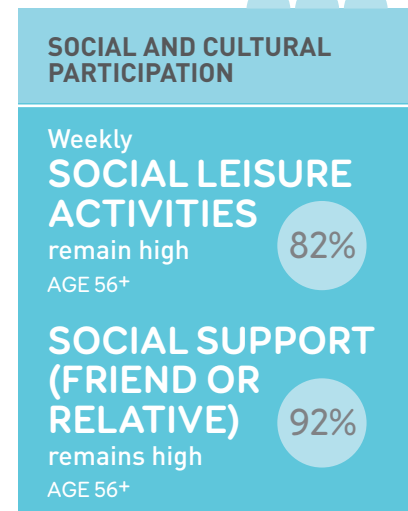 SOCIAL AND CULTURAL
PARTICIPATION
Weekly
SOCIAL LEISURE
ACTIVITIES
remain high
82%
AGE 56+
SOCIAL SUPPORT
(FRIEND OR
RELATIVE)
92%
remains high
AGE 56+